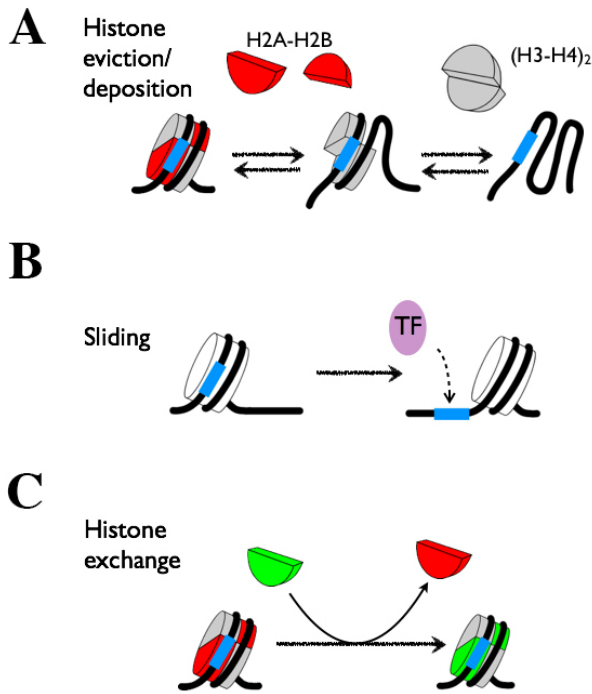 A
Histone
eviction/
deposition
H2A-H2B
(H3-H4)₂
B
Sliding
TF
C
Histone
exchange